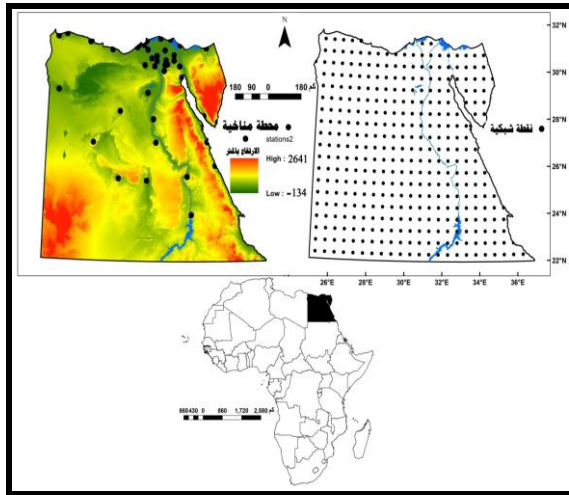 N
180 90 0 180 كم
محطة مناخية
stations2
الارتفاع بالمتر
High : 2641
Low : -134
نقطة شبكية
32°N
30°N
28°N
26°N
24°N
22°N
26°E 28°E 30°E 32°E 34°E 36°E
860 430 0 860 1,720 2,580 كم